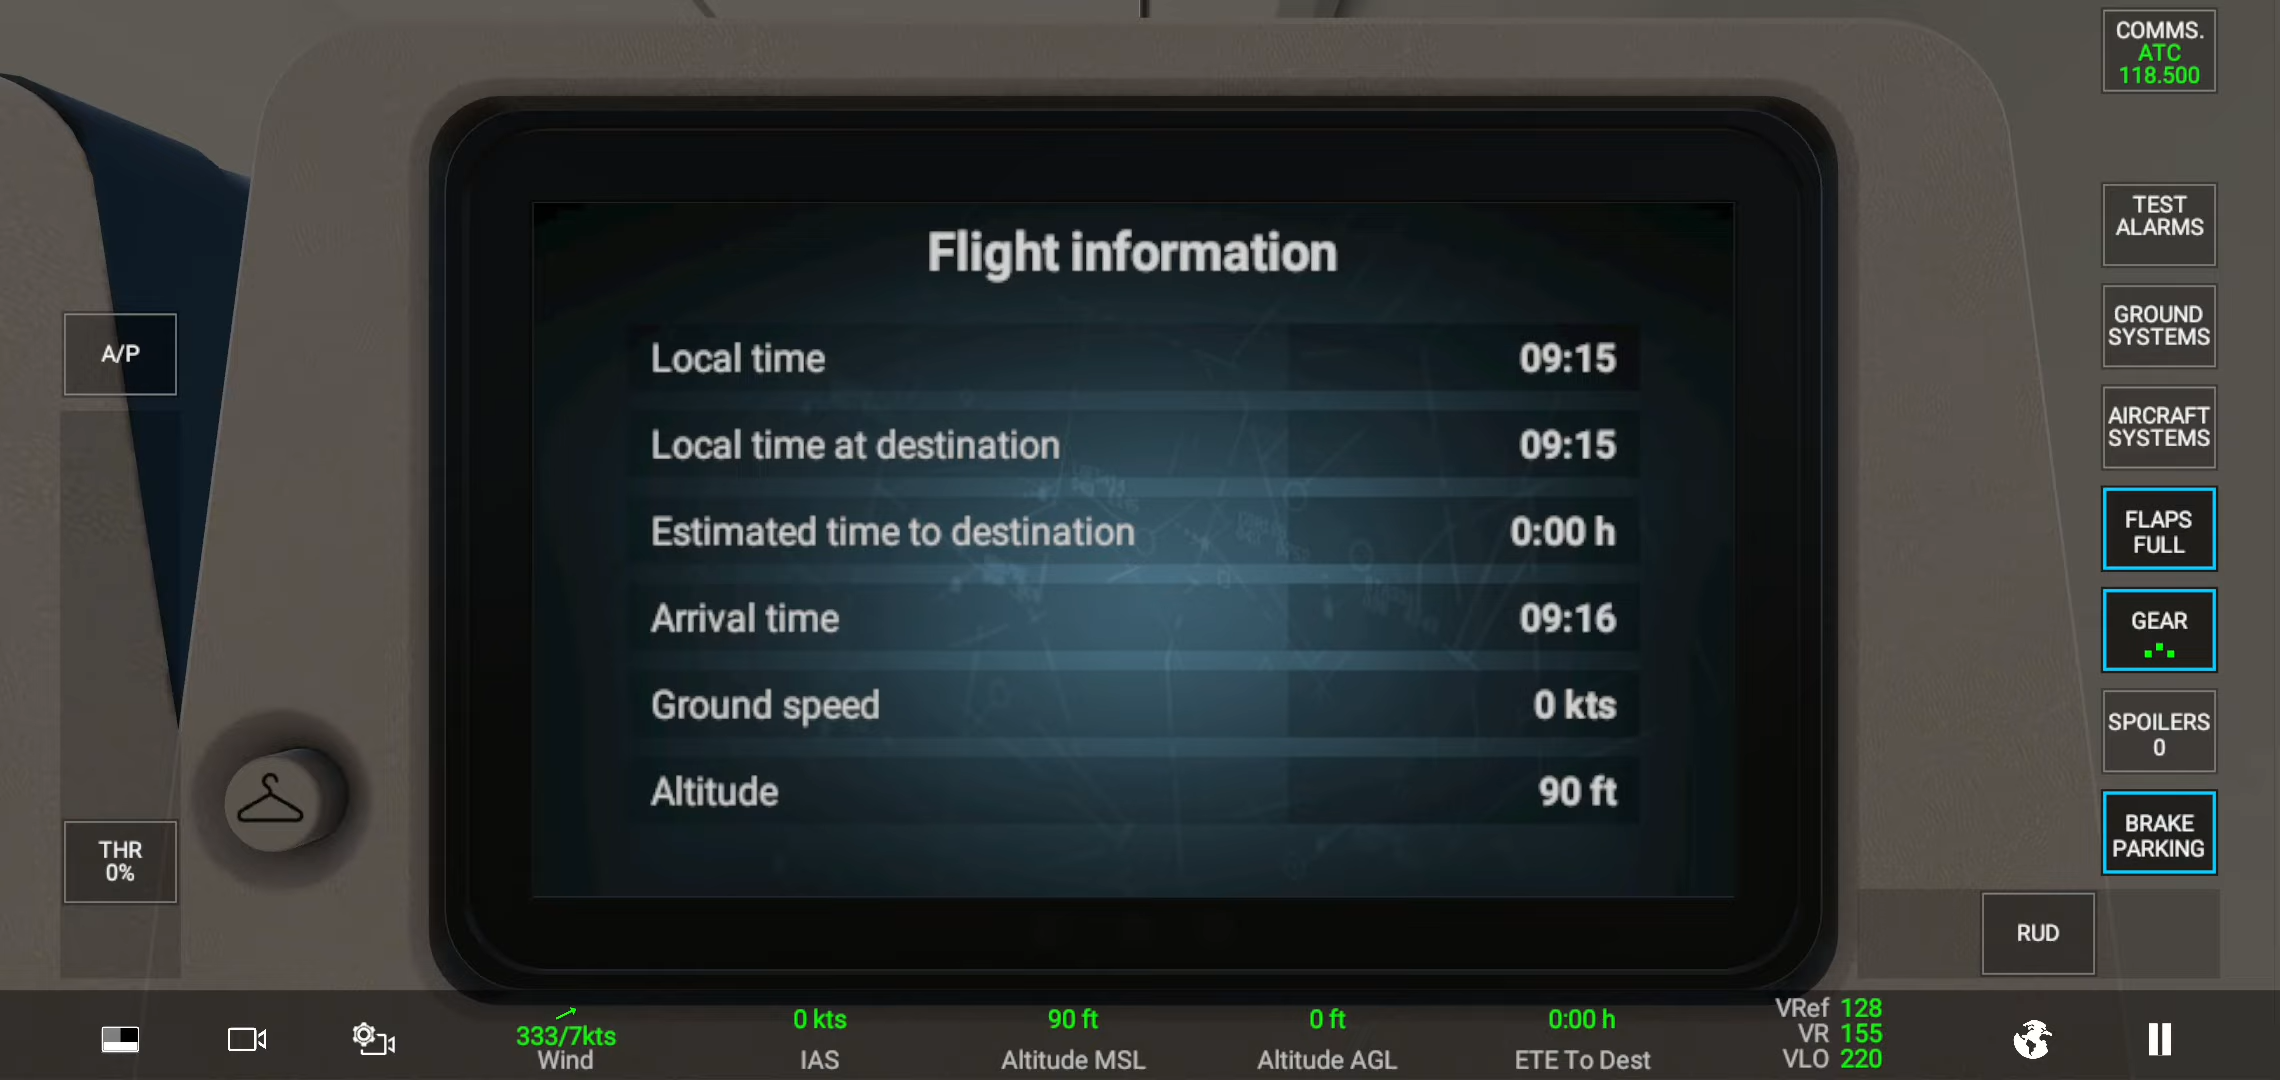 COMMS.
ATC
118.500
TEST
ALARMS
GROUND
SYSTEMS
AIRCRAFT
SYSTEMS
FLAPS
FULL
GEAR
SPOILERS
0
BRAKE
PARKING
RUD
A/P
THR
0%
Flight information
Local time 09:15
Local time at destination 09:15
Estimated time to destination 0:00 h
Arrival time 09:16
Ground speed 0 kts
Altitude 90 ft
333/7kts
Wind
0 kts
IAS
90 ft
Altitude MSL
0 ft
Altitude AGL
0:00 h
ETE To Dest
VRef 128
VR 155
VLO 220